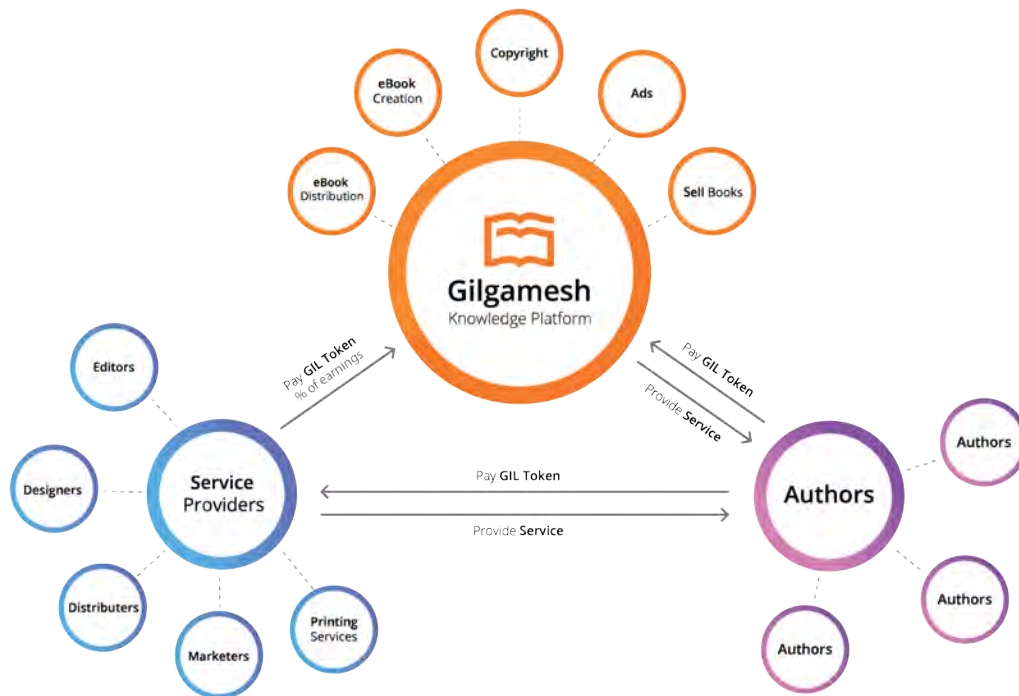 Copyright
eBook
Creation
Ads
eBook
Distribution
Sell Books
Gilgamesh
Knowledge Platform
Pay GIL Token
% of earnings
Pay GIL Token
Provide Service
Editors
Designers
Service
Providers
Distributers
Marketers
Printing
Services
Pay GIL Token
Provide Service
Authors
Authors
Authors
Authors